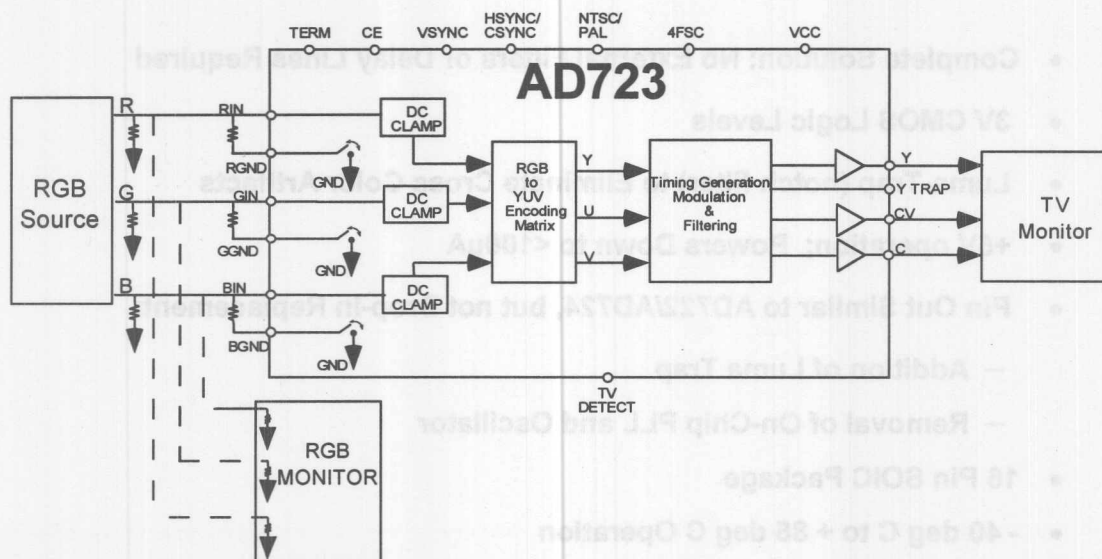 TERM CE VSYNC HSYNC/ CSYNC NTSC/ PAL 4FSC VCC
AD723
R
G
B
RGB
Source
RIN
RGND
GIN
GGND
BIN
BGND
GND
GND
GND
DC
CLAMP
DC
CLAMP
DC
CLAMP
RGB
to
YUV
Encoding
Matrix
Y
U
V
Timing Generation
Modulation
&
Filtering
Y
Y TRAP
CV
C
TV
Monitor
TV
DETECT
RGB
MONITOR
• Complete Solution: No External or Delay Lines Required
• 3V CMOS Logic Levels
• Luma Trap Eliminate Cross Color Artifacts
• operation: Powers Down to <100uA
• Pin Out Similar to AD722/AD724, but not Drop-In Replacement
– Addition of Luma Trap
– Removal of On-Chip PLL and Oscillator
• Pin SOIC Package
• - 40 deg C to + 85 deg C Operation